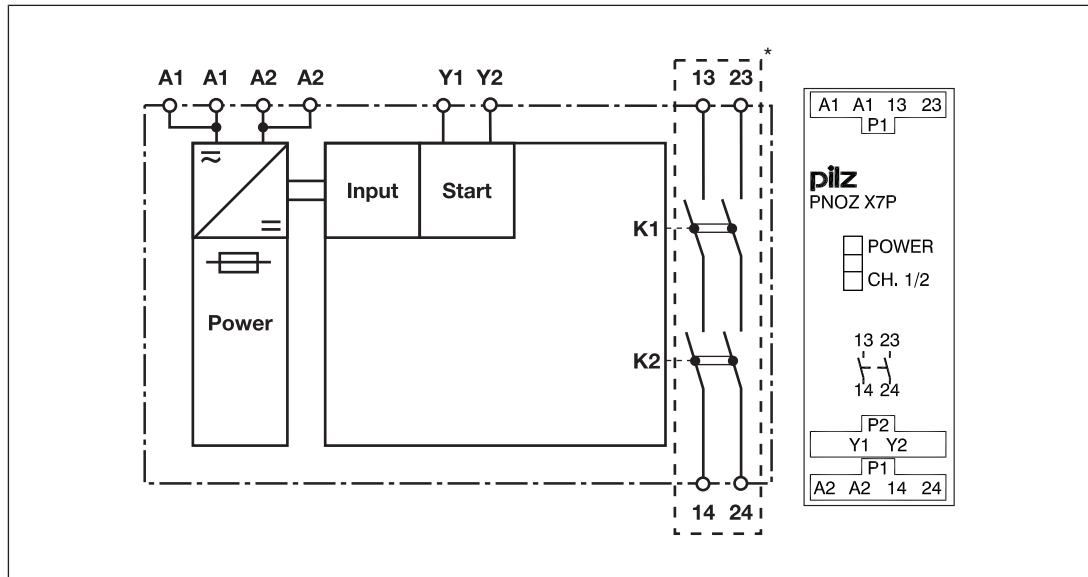 *
A1 A1 A2 A2 Y1 Y2 13 23
Input Start
K1
Power
K2
14 24
A1 A1 13 23
P1
pilz
PNOZ X7P
POWER
CH. 1/2
13 23
14 24
P2
Y1 Y2
P1
A2 A2 14 24